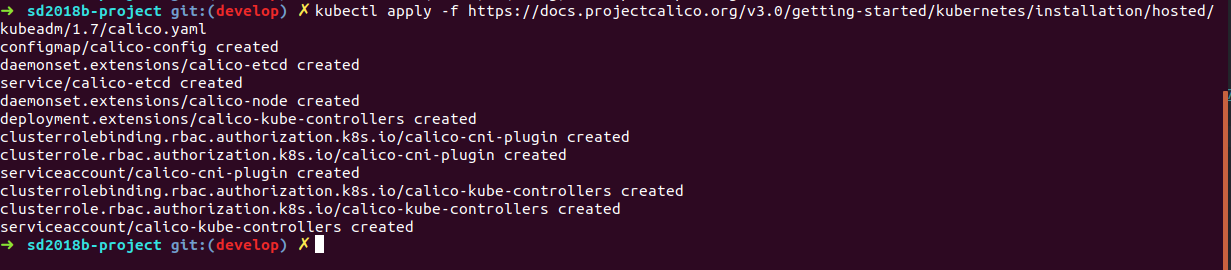 ➜ sd2018b-project git:(develop) ✗ kubectl apply -f https://docs.projectcalico.org/v3.0/getting-started/kubernetes/installation/hosted/
kubeadm/1.7/calico.yaml
configmap/calico-config created
daemonset.extensions/calico-etcd created
service/calico-etcd created
daemonset.extensions/calico-node created
deployment.extensions/calico-kube-controllers created
clusterrolebinding.rbac.authorization.k8s.io/calico-cni-plugin created
clusterrole.rbac.authorization.k8s.io/calico-cni-plugin created
serviceaccount/calico-cni-plugin created
clusterrolebinding.rbac.authorization.k8s.io/calico-kube-controllers created
clusterrole.rbac.authorization.k8s.io/calico-kube-controllers created
serviceaccount/calico-kube-controllers created
➜ sd2018b-project git:(develop) ✗